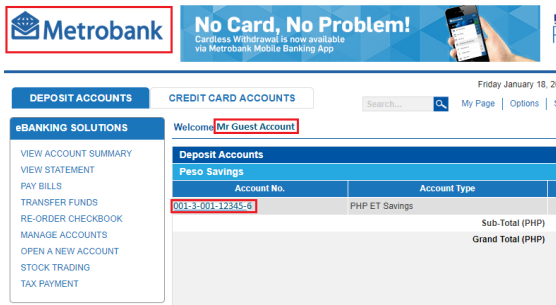 Metrobank
No Card, No Problem!
Cardless Withdrawal is now available
via Metrobank Mobile Banking App
Friday January 18,
DEPOSIT ACCOUNTS
CREDIT CARD ACCOUNTS
Search...
My Page | Options |
eBANKING SOLUTIONS
Welcome Mr Guest Account
VIEW ACCOUNT SUMMARY
VIEW STATEMENT
PAY BILLS
TRANSFER FUNDS
RE-ORDER CHECKBOOK
MANAGE ACCOUNTS
OPEN A NEW ACCOUNT
STOCK TRADING
TAX PAYMENT
Deposit Accounts
Peso Savings
Account No.
Account Type
001-3-001-12345-6
PHP ET Savings
Sub-Total (PHP)
Grand Total (PHP)